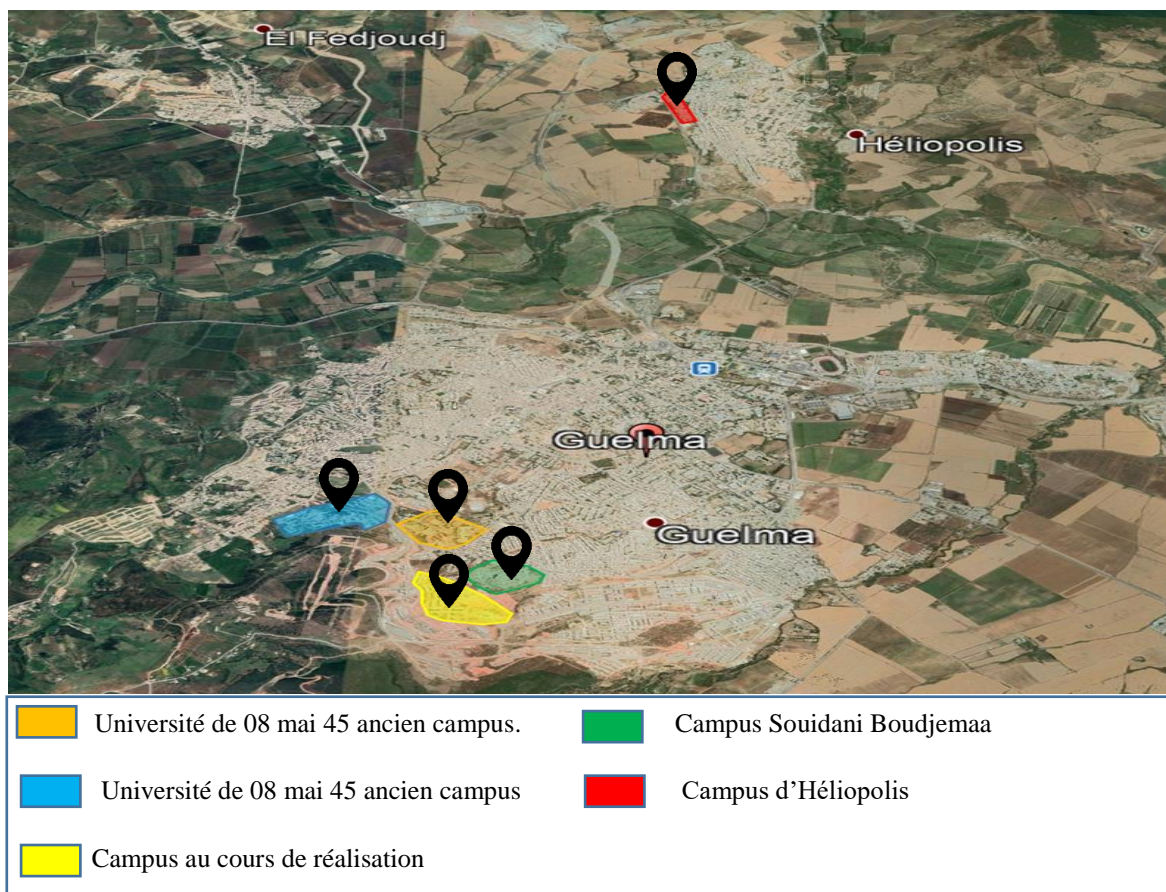 El Fedjoudj
Héliopolis
Guelma
Guelma
Université de 08 mai 45 ancien campus.
Campus Souidani Boudjemaa
Université de 08 mai 45 ancien campus
Campus d’Héliopolis
Campus au cours de réalisation